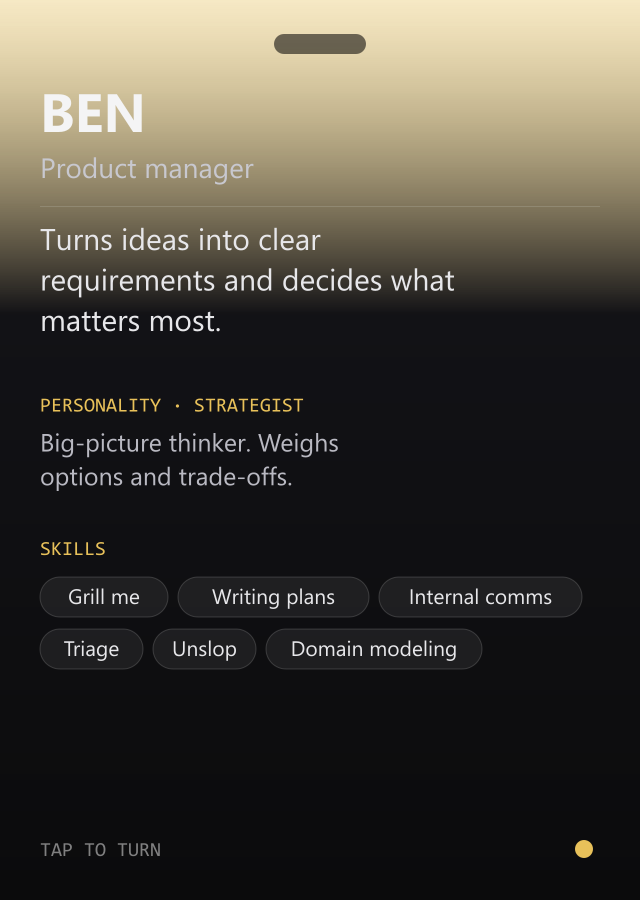 BEN
Product manager
Turns ideas into clear
requirements and decides what
matters most.
PERSONALITY · STRATEGIST
Big-picture thinker. Weighs
options and trade-offs.
SKILLS
Grill me Writing plans Internal comms
Triage Unslop Domain modeling
TAP TO TURN